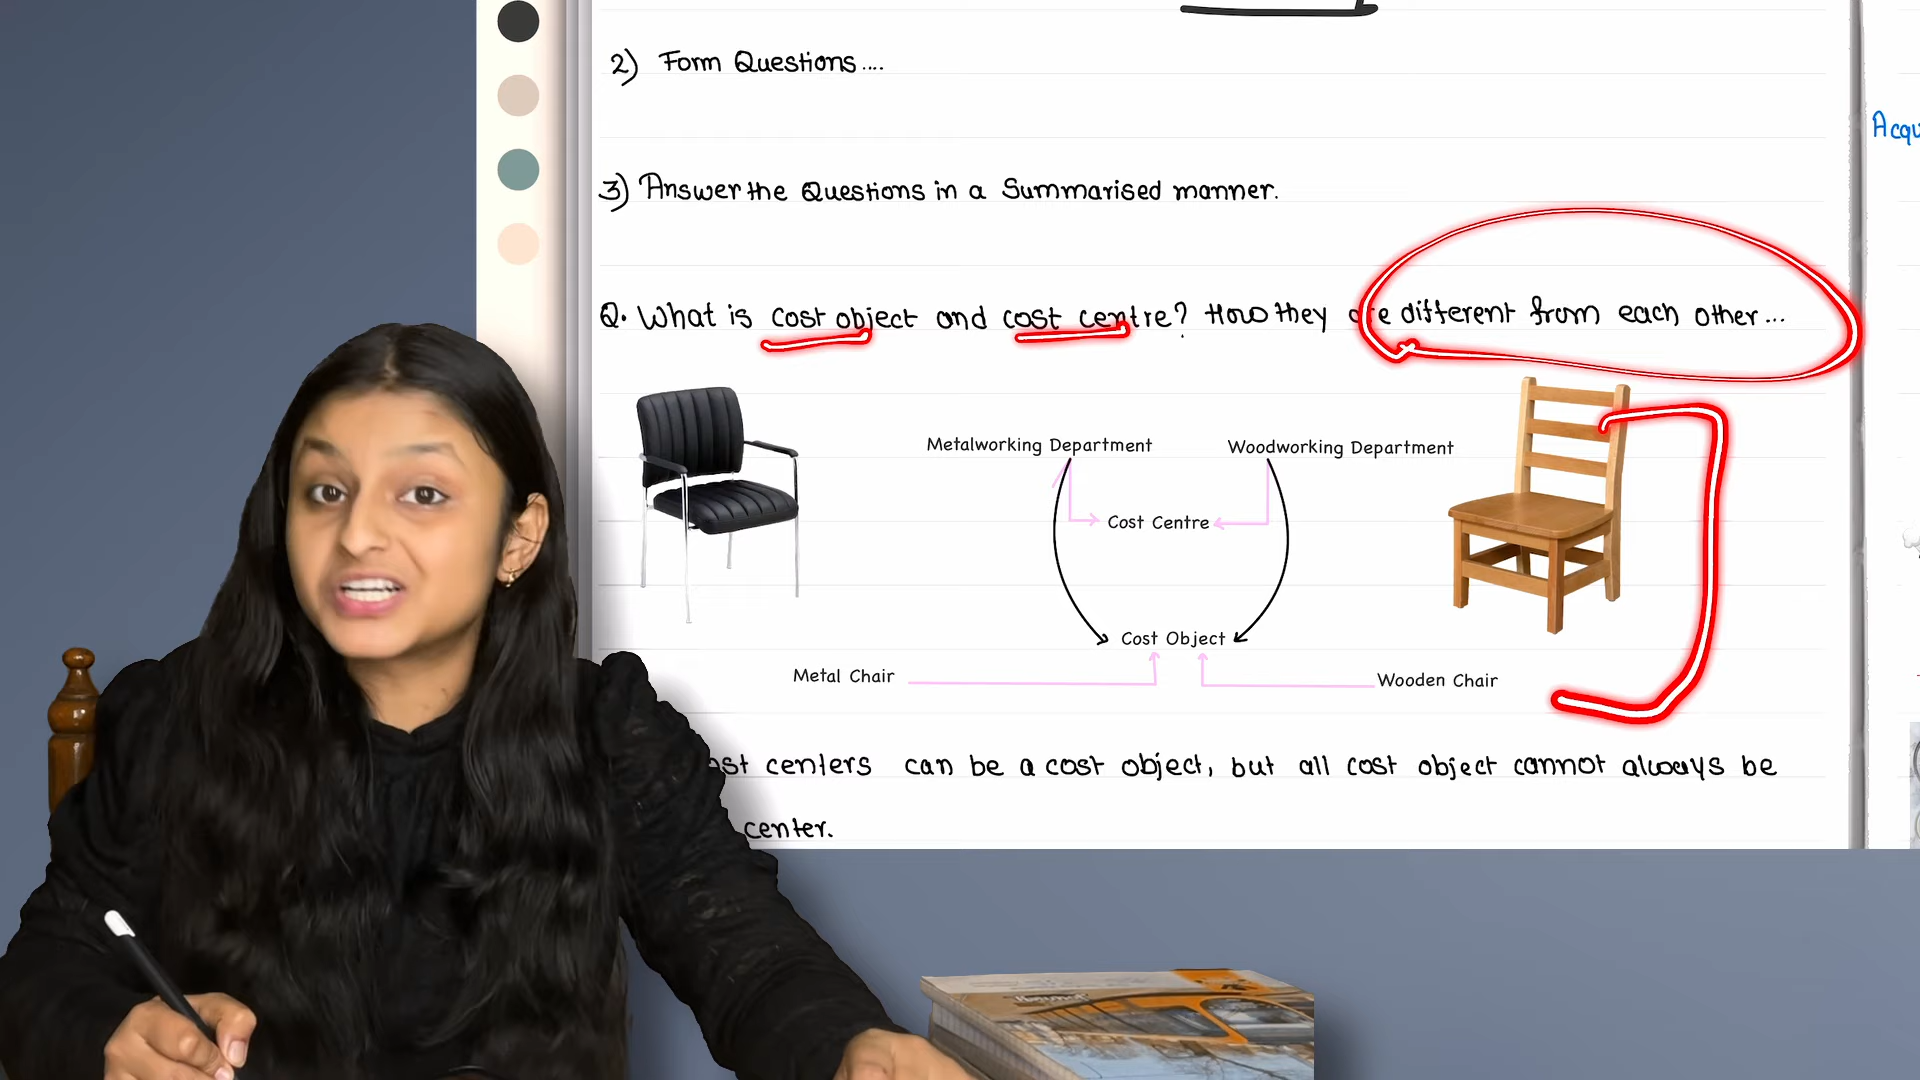 2) Form Questions....
Acqu
3) Answer the Questions in a Summarised manner.
Q. What is cost object and cost centre? How they are different from each other...
Metalworking Department Woodworking Department
Cost Centre
Cost Object
Metal Chair Wooden Chair
ost centers can be a cost object, but all cost object cannot always be
center.